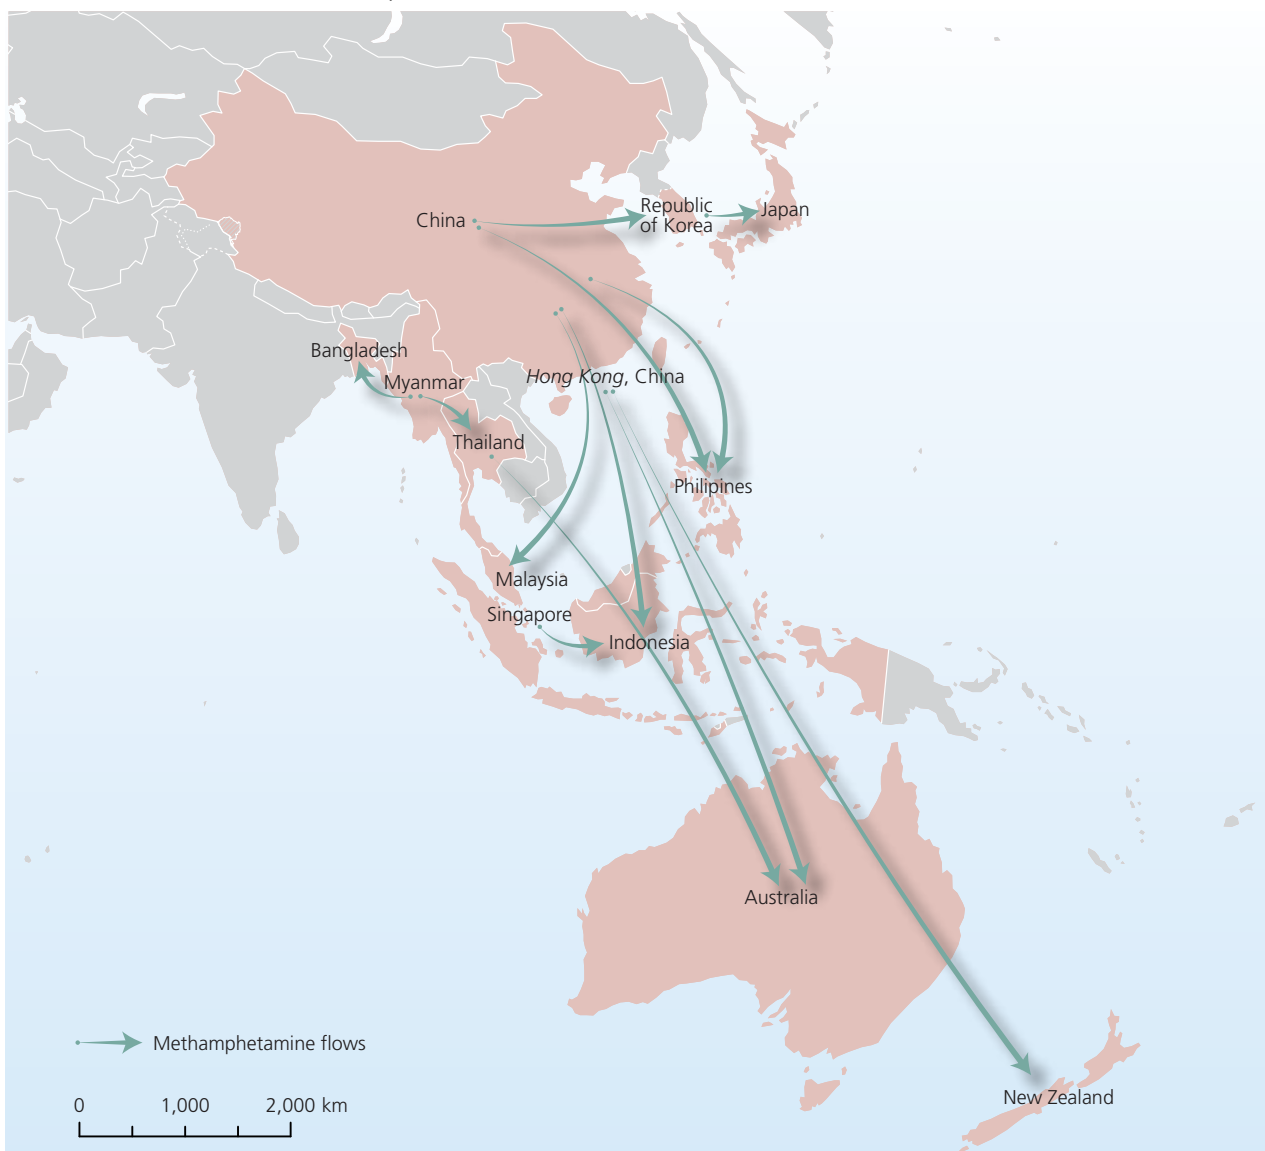 China
Republic
of Korea
Japan
Bangladesh
Myanmar
Hong Kong, China
Thailand
Philipines
Malaysia
Singapore
Indonesia
Australia
Methamphetamine flows
New Zealand
0 1,000 2,000 km